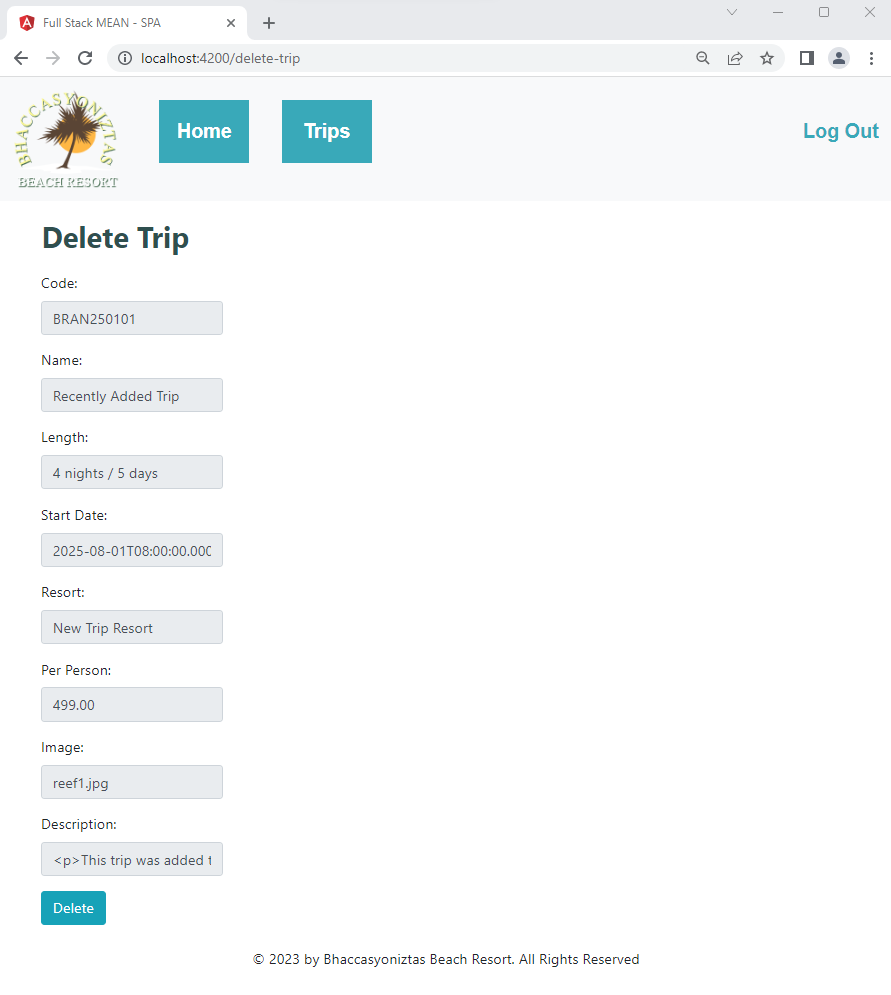 Full Stack MEAN - SPA
localhost:4200/delete-trip
BHACCASYONIZTAS
BEACH RESORT
Home
Trips
Log Out
Delete Trip
Code:
BRAN250101
Name:
Recently Added Trip
Length:
4 nights / 5 days
Start Date:
2025-08-01T08:00:00.000
Resort:
New Trip Resort
Per Person:
499.00
Image:
reef1.jpg
Description:
<p>This trip was added t
Delete
© 2023 by Bhaccasyoniztas Beach Resort. All Rights Reserved